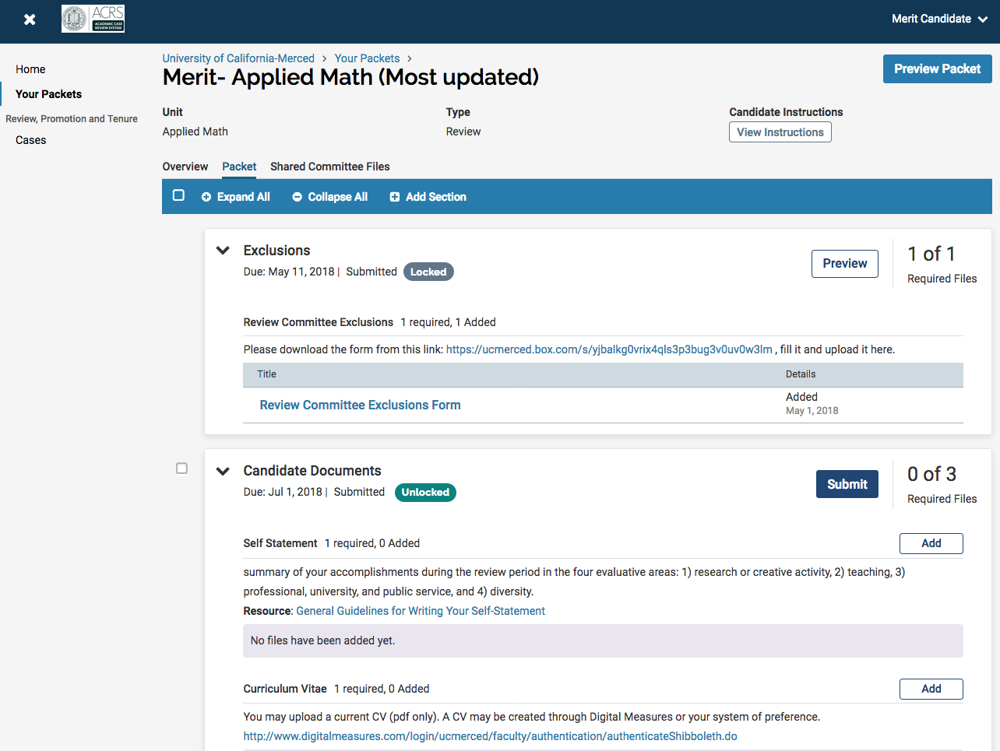 ACRS
ACADEMIC CASE
REVIEW SYSTEM
Merit Candidate
Home
Your Packets
Review, Promotion and Tenure
Cases
University of California-Merced > Your Packets >
Merit- Applied Math (Most updated)
Preview Packet
Unit
Applied Math
Type
Review
Candidate Instructions
View Instructions
Overview Packet Shared Committee Files
Expand All Collapse All Add Section
Exclusions
Due: May 11, 2018 | Submitted Locked
Preview
1 of 1
Required Files
Review Committee Exclusions 1 required, 1 Added
Please download the form from this link: https://ucmerced.box.com/s/yjbalkg0vrix4qls3p3bug3v0uv0w3lm , fill it and upload it here.
Title Details
Review Committee Exclusions Form
Added
May 1, 2018
Candidate Documents
Due: Jul 1, 2018 | Submitted Unlocked
Submit
0 of 3
Required Files
Self Statement 1 required, 0 Added
Add
summary of your accomplishments during the review period in the four evaluative areas: 1) research or creative activity, 2) teaching, 3)
professional, university, and public service, and 4) diversity.
Resource: General Guidelines for Writing Your Self-Statement
No files have been added yet.
Curriculum Vitae 1 required, 0 Added
Add
You may upload a current CV (pdf only). A CV may be created through Digital Measures or your system of preference.
http://www.digitalmeasures.com/login/ucmerced/faculty/authentication/authenticateShibboleth.do